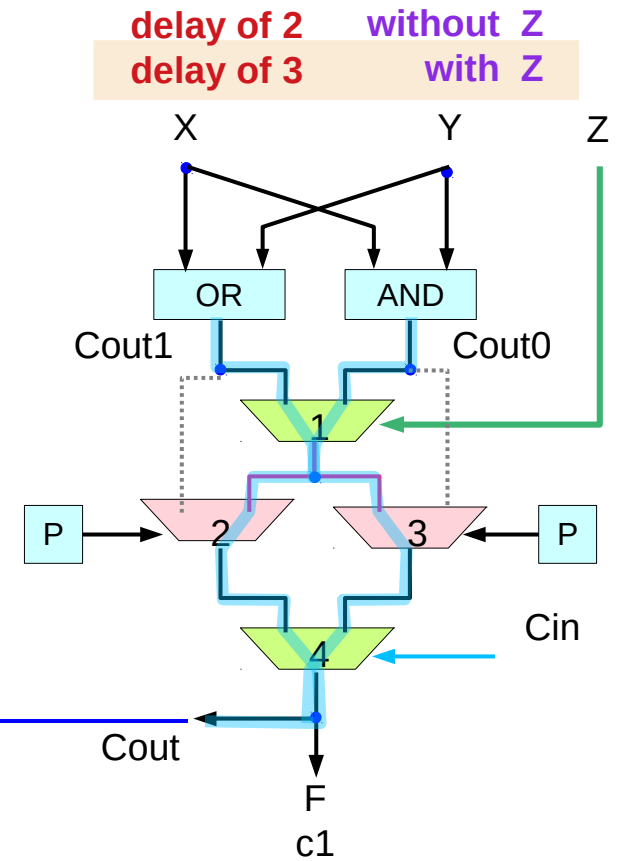 delay of 2 without Z
delay of 3 with Z
X Y Z
OR AND
Cout1 Cout0
1
P 2 3 P
Cin
4
Cout
F
c1